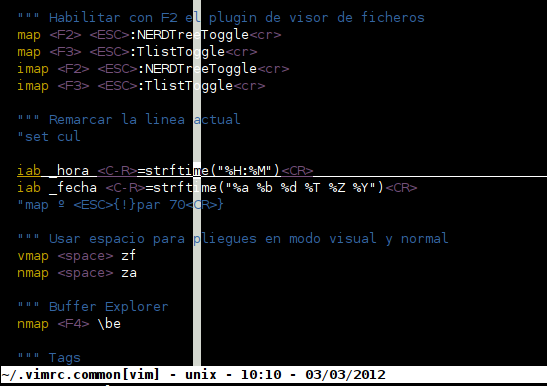 """ Habilitar con F2 el plugin de visor de ficheros
map <F2> <ESC>:NERDTreeToggle<cr>
map <F3> <ESC>:TlistToggle<cr>
imap <F2> <ESC>:NERDTreeToggle<cr>
imap <F3> <ESC>:TlistToggle<cr>
""" Remarcar la linea actual
"set cul
iab _hora <C-R>=strftime("%H:%M")<CR>
iab _fecha <C-R>=strftime("%a %b %d %T %Z %Y")<CR>
"map º <ESC>{!}par 70<CR>}
""" Usar espacio para pliegues en modo visual y normal
vmap <space> zf
nmap <space> za
""" Buffer Explorer
nmap <F4> \be
""" Tags
~/.vimrc.common[vim] - unix - 10:10 - 03/03/2012